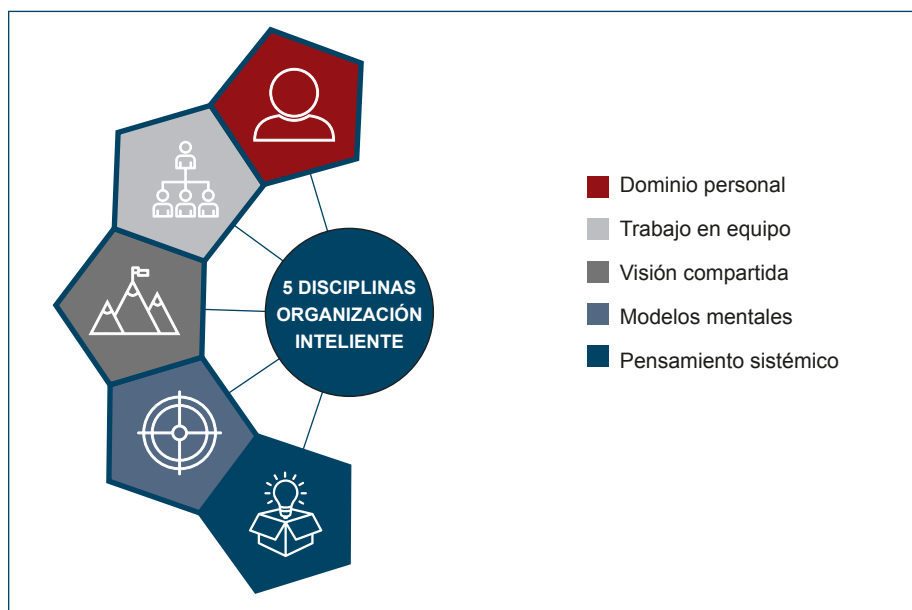 5 DISCIPLINAS
ORGANIZACIÓN
INTELIENTE
Dominio personal
Trabajo en equipo
Visión compartida
Modelos mentales
Pensamiento sistémico